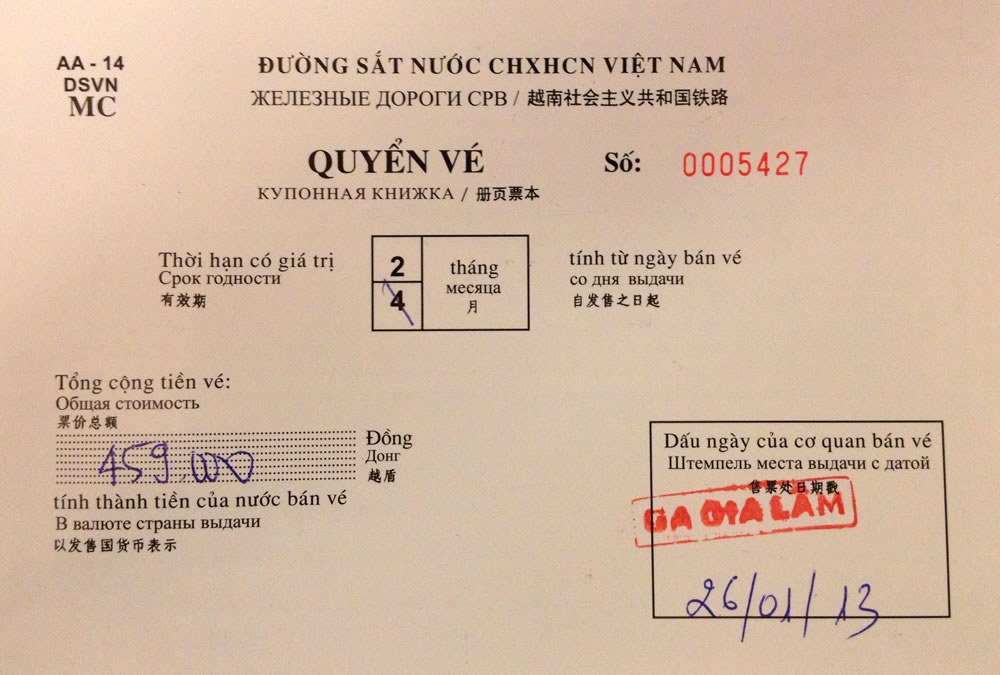 AA - 14
DSVN
MC
ĐƯỜNG SẮT NƯỚC CHXHCN VIỆT NAM
ЖЕЛЕЗНЫЕ ДОРОГИ СРВ / 越南社会主义共和国铁路
QUYỂN VÉ
Số: 0005427
КУПОННАЯ КНИЖКА / 册页票本
Thời hạn có giá trị
Срок годности
有效期
2
4
tháng
месяца
月
tính từ ngày bán vé
со дня выдачи
自发售之日起
Tổng cộng tiền vé:
Общая стоимость
票价总额
459.000
Đồng
Донг
越盾
tính thành tiền của nước bán vé
В валюте страны выдачи
以发售国货币表示
Dấu ngày của cơ quan bán vé
Штемпель места выдачи с датой
售票处日期戳
GA GIA LAM
26/01/13